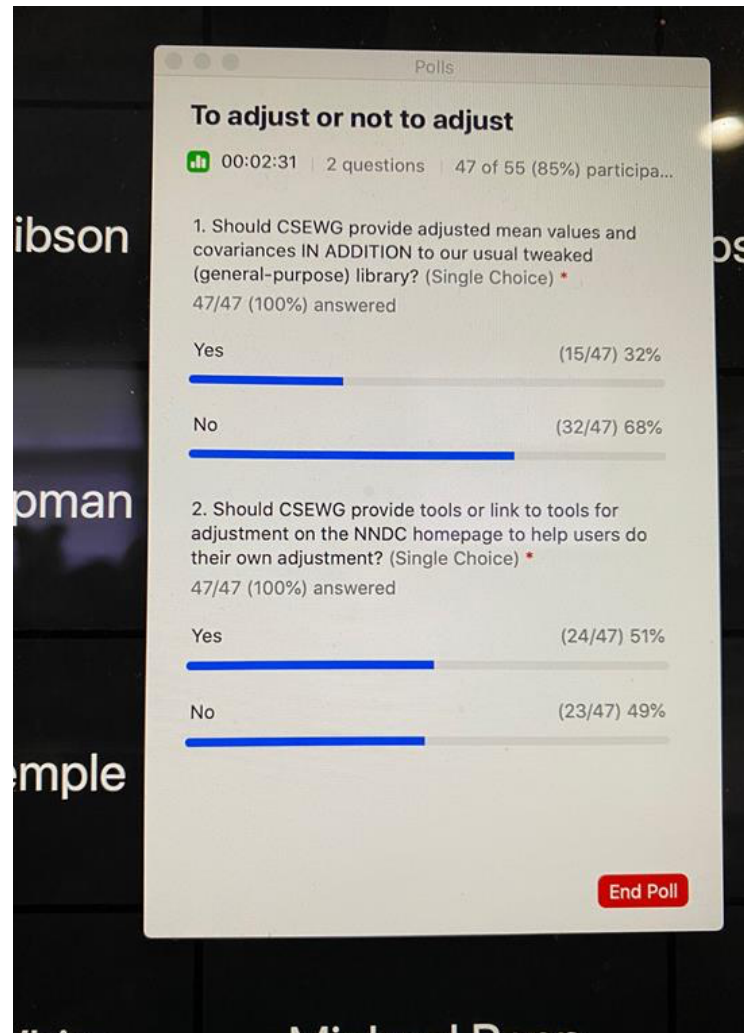 Polls
To adjust or not to adjust
00:02:31 | 2 questions | 47 of 55 (85%) participa...
1. Should CSEWG provide adjusted mean values and
covariances IN ADDITION to our usual tweaked
(general-purpose) library? (Single Choice) *
47/47 (100%) answered
Yes (15/47) 32%
No (32/47) 68%
2. Should CSEWG provide tools or link to tools for
adjustment on the NNDC homepage to help users do
their own adjustment? (Single Choice) *
47/47 (100%) answered
Yes (24/47) 51%
No (23/47) 49%
End Poll
ibson
pman
emple